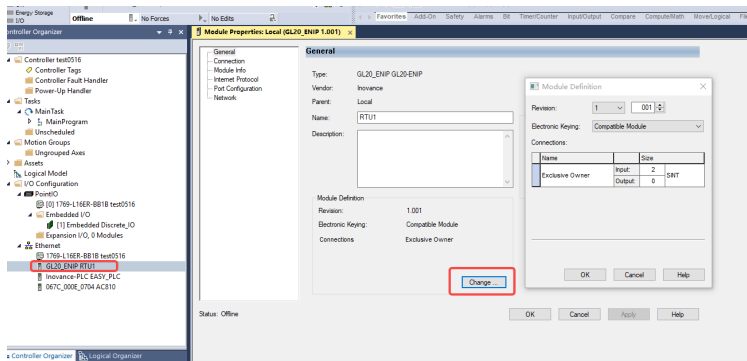 Energy Storage
I/O
Offline
No Forces
No Edits
Favorites Add-On Safety Alarms Bit Timer/Counter Input/Output Compare Compute/Math Move/Logical
Controller Organizer
Module Properties: Local (GL20_ENIP 1.001)
Controller test0516
Controller Tags
Controller Fault Handler
Power-Up Handler
Tasks
MainTask
MainProgram
Unscheduled
Motion Groups
Ungrouped Axes
Assets
Logical Model
I/O Configuration
PointIO
[0] 1769-L16ER-BB1B test0516
Embedded I/O
[1] Embedded Discrete_IO
Expansion I/O, 0 Modules
Ethernet
1769-L16ER-BB1B test0516
GL20_ENIP RTU1
Inovance-PLC EASY_PLC
067C_000E_0704 AC810
Controller Organizer
Logical Organizer
General
Connection
Module Info
Internet Protocol
Port Configuration
Network
General
Type: GL20_ENIP GL20-ENIP
Vendor: Inovance
Parent: Local
Name: RTU1
Description:
Module Definition
Revision: 1.001
Electronic Keying: Compatible Module
Connections Exclusive Owner
Change ...
Status: Offline
OK Cancel Apply Help
Module Definition
Revision: 1 001
Electronic Keying: Compatible Module
Connections:
Name Size
Exclusive Owner Input: 2 SINT
Output: 0
OK Cancel Help